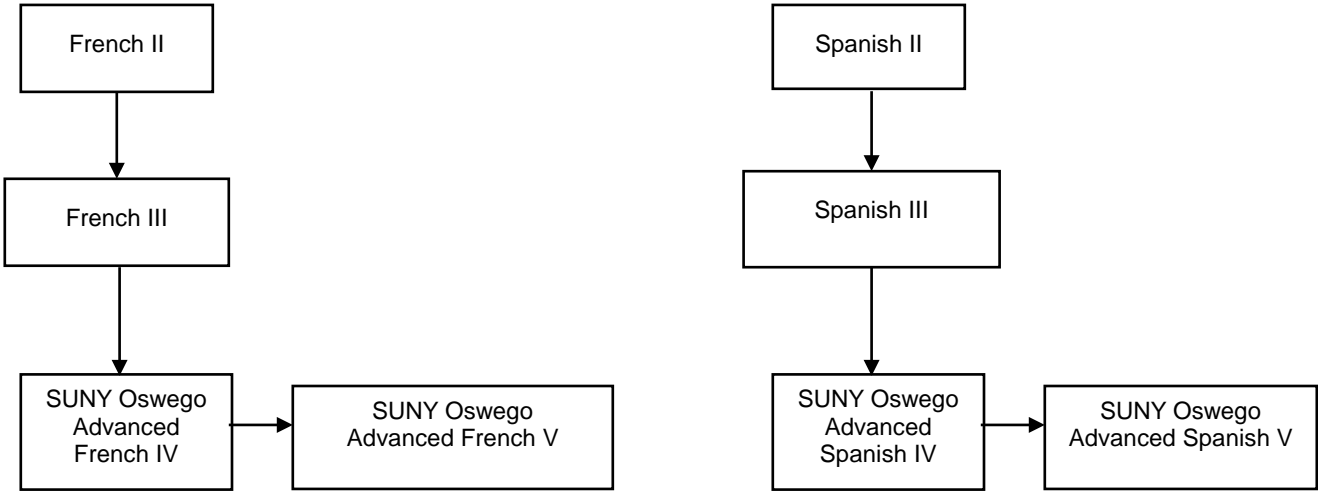 French II
Spanish II
French III
Spanish III
SUNY Oswego
Advanced
French IV
SUNY Oswego
Advanced French V
SUNY Oswego
Advanced
Spanish IV
SUNY Oswego
Advanced Spanish V